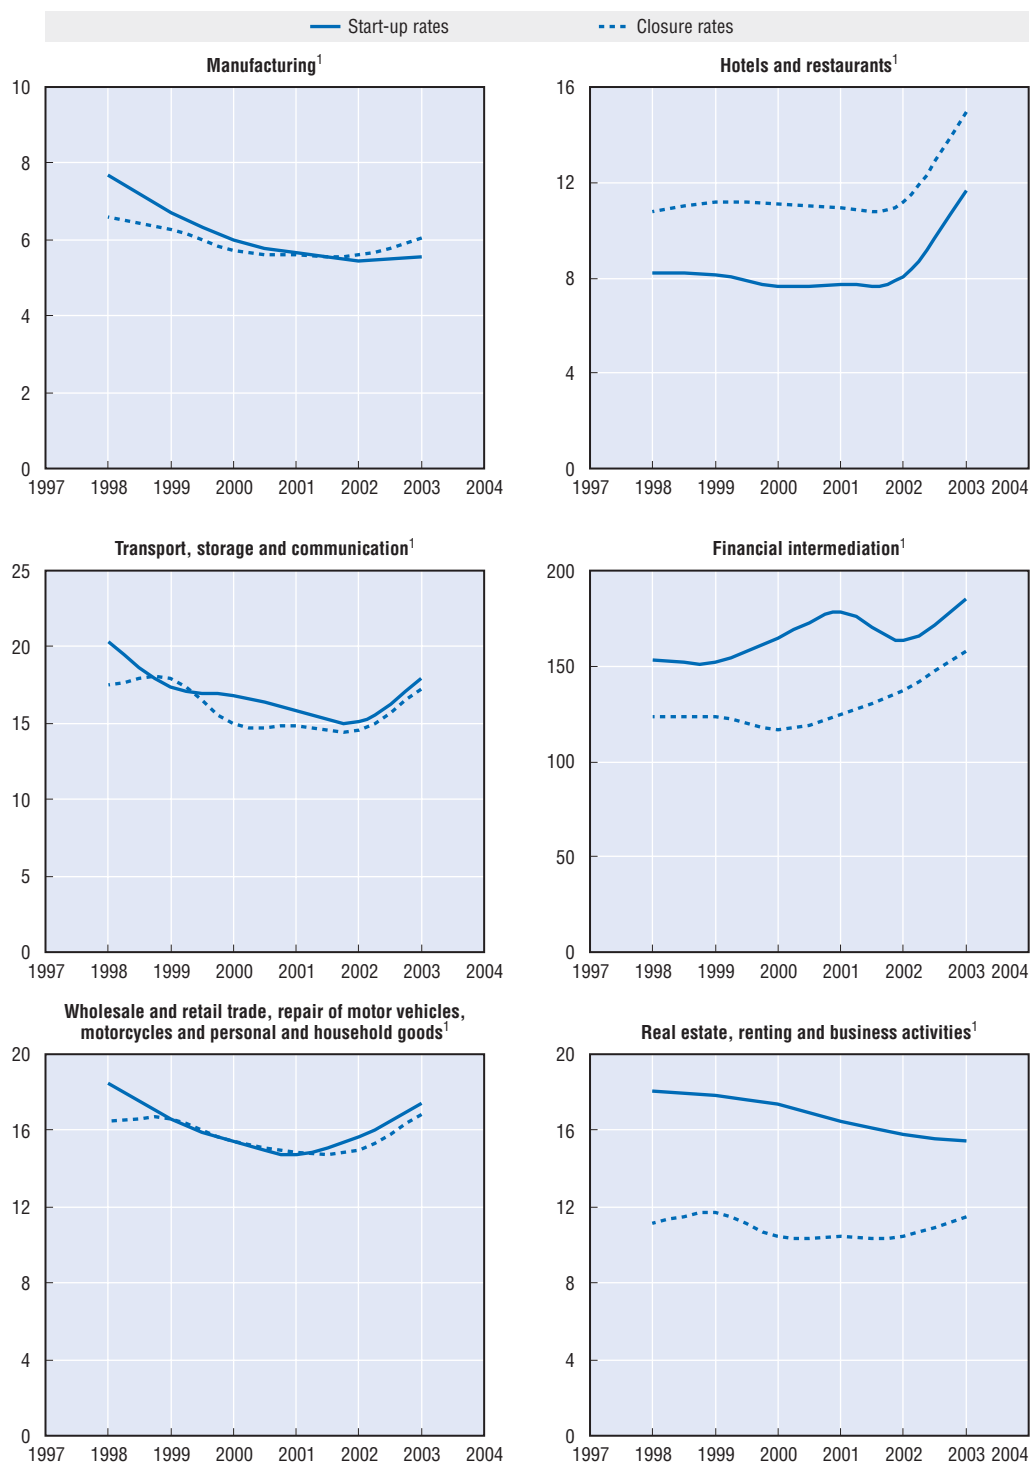 Start-up rates Closure rates
Manufacturing1
10
8
6
4
2
0
1997 1998 1999 2000 2001 2002 2003 2004
Hotels and restaurants1
16
12
8
4
0
1997 1998 1999 2000 2001 2002 2003 2004
Transport, storage and communication1
25
20
15
10
5
0
1997 1998 1999 2000 2001 2002 2003 2004
Financial intermediation1
200
150
100
50
0
1997 1998 1999 2000 2001 2002 2003 2004
Wholesale and retail trade, repair of motor vehicles,
motorcycles and personal and household goods1
20
16
12
8
4
0
1997 1998 1999 2000 2001 2002 2003 2004
Real estate, renting and business activities1
20
16
12
8
4
0
1997 1998 1999 2000 2001 2002 2003 2004